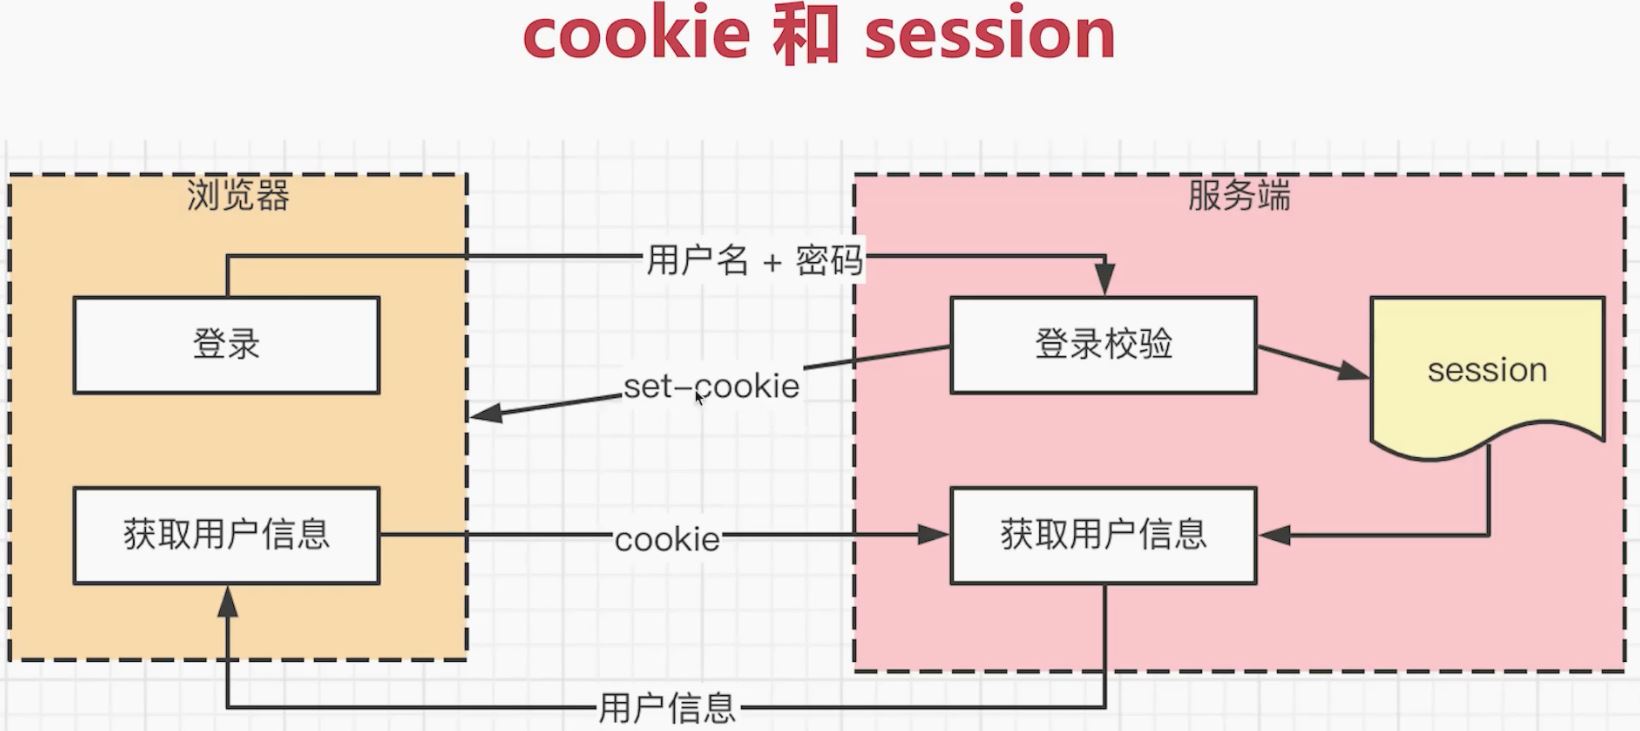 cookie 和 session
浏览器
服务端
用户名 + 密码
登录
登录校验
session
set-cookie
获取用户信息
cookie
获取用户信息
用户信息